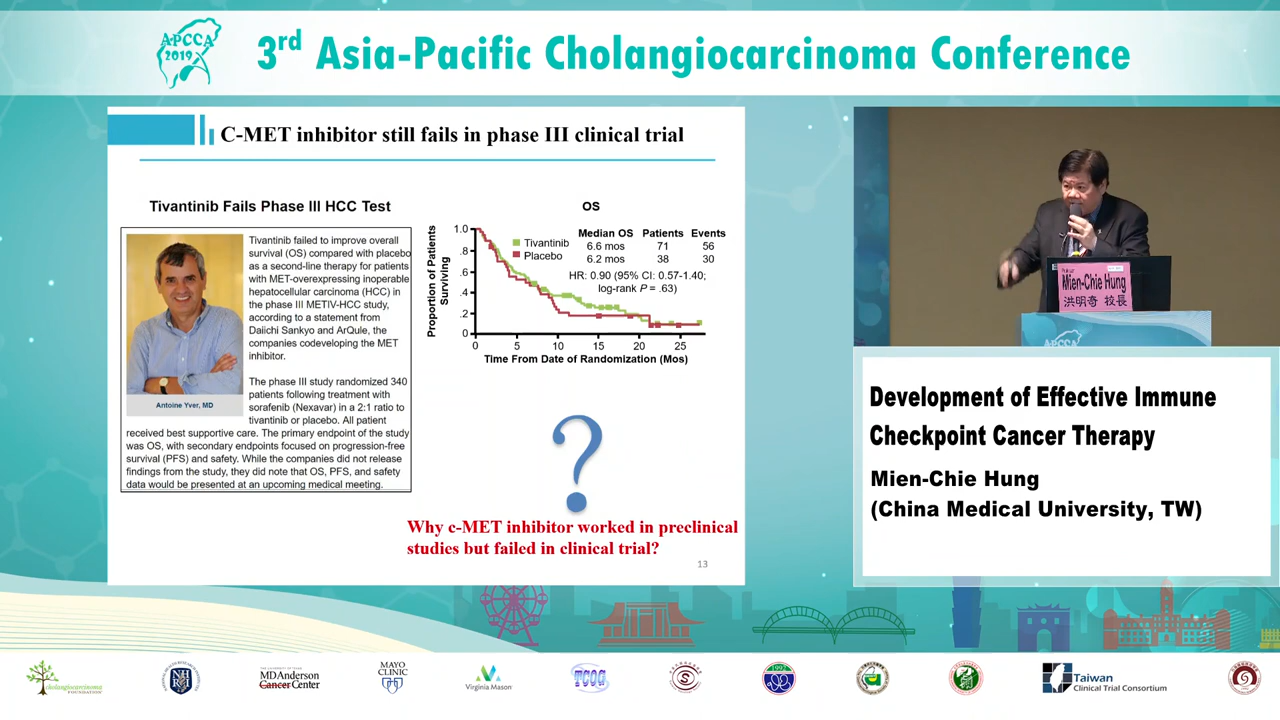 APCCA
2019
3rd Asia-Pacific Cholangiocarcinoma Conference
C-MET inhibitor still fails in phase III clinical trial
Tivantinib Fails Phase III HCC Test
Antoine Yver, MD
Tivantinib failed to improve overall
survival (OS) compared with placebo
as a second-line therapy for patients
with MET-overexpressing inoperable
hepatocellular carcinoma (HCC) in
the phase III METIV-HCC study,
according to a statement from
Daiichi Sankyo and ArQule, the
companies codeveloping the MET
inhibitor.
The phase III study randomized 340
patients following treatment with
sorafenib (Nexavar) in a 2:1 ratio to
tivantinib or placebo. All patient
received best supportive care. The primary endpoint of the study
was OS, with secondary endpoints focused on progression-free
survival (PFS) and safety. While the companies did not release
findings from the study, they did note that OS, PFS, and safety
data would be presented at an upcoming medical meeting.
OS
Proportion of Patients
Surviving
1.0
.8
.6
.4
.2
0
Median OS Patients Events
Tivantinib 6.6 mos 71 56
Placebo 6.2 mos 38 30
HR: 0.90 (95% CI: 0.57-1.40;
log-rank P = .63)
0 5 10 15 20 25
Time From Date of Randomization (Mos)
?
Why c-MET inhibitor worked in preclinical
studies but failed in clinical trial?
13
Mien-Chie Hung
洪明奇 校長
APCCA
Development of Effective Immune
Checkpoint Cancer Therapy
Mien-Chie Hung
(China Medical University, TW)
cholangiocarcinoma
FOUNDATION
NHRI
MDAnderson
Cancer Center
MAYO
CLINIC
Virginia Mason
TCOG
Taiwan
Clinical Trial Consortium